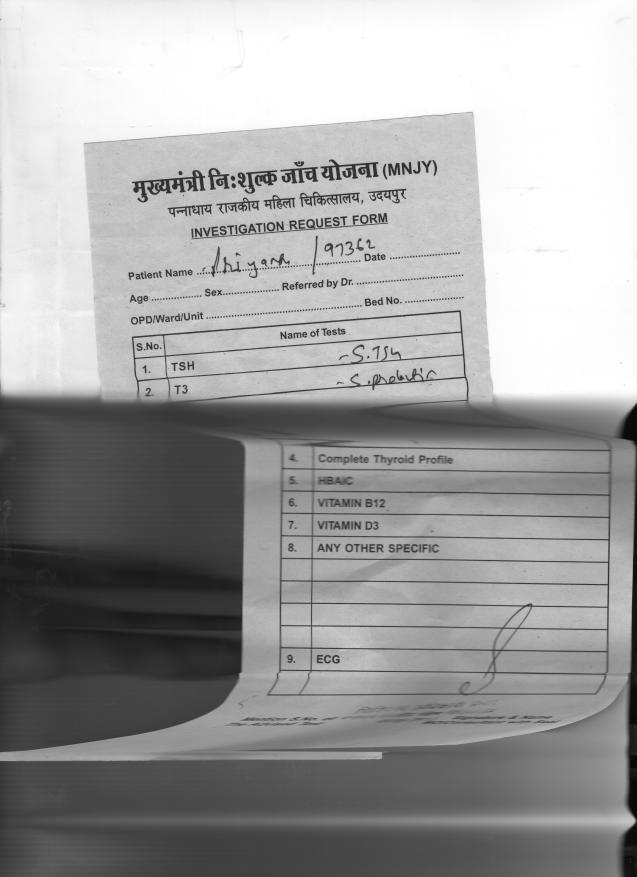 मुख्यमंत्री निःशुल्क जाँच योजना (MNJY)
पन्नाधाय राजकीय महिला चिकित्सालय, उदयपुर
INVESTIGATION REQUEST FORM
Patient Name ............ /97362 Date ............
Age ............ Sex............ Referred by Dr. ............
OPD/Ward/Unit ............ Bed No. ............
S.No. Name of Tests
1. TSH - S.TSH
2. T3 - S.
4. Complete Thyroid Profile
5. HBAIC
6. VITAMIN B12
7. VITAMIN D3
8. ANY OTHER SPECIFIC
9. ECG